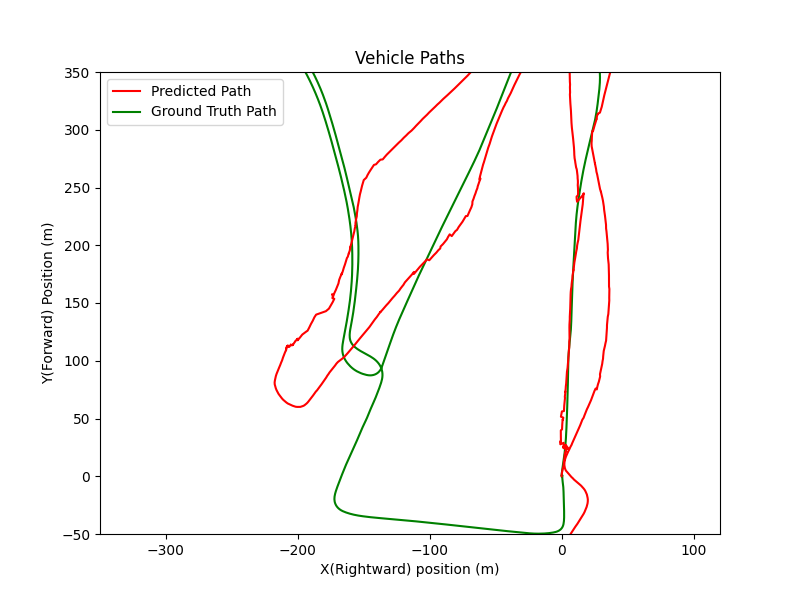 Vehicle Paths
Predicted Path
Ground Truth Path
350
300
250
200
150
100
50
0
−50
Y(Forward) Position (m)
−300
−200
−100
0
100
X(Rightward) position (m)